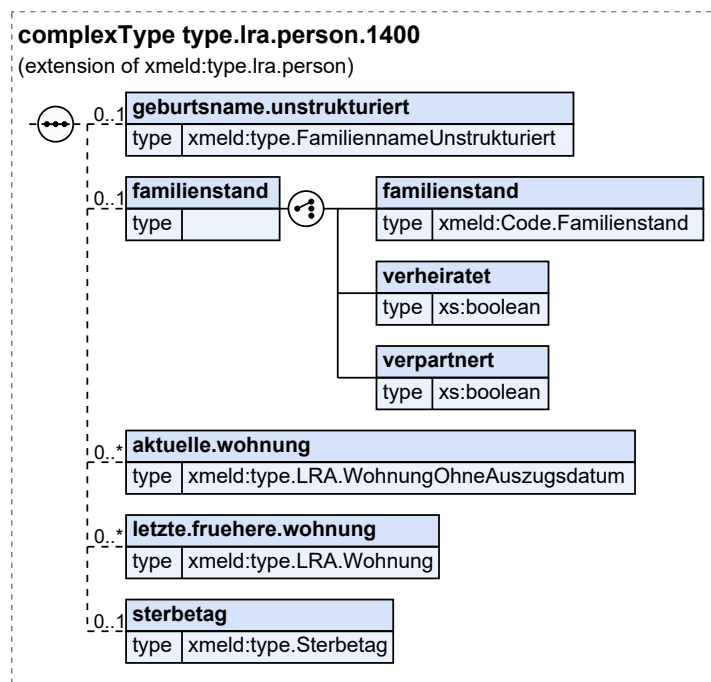 complexType type.lra.person.1400
(extension of xmeld:type.lra.person)
0..1 geburtsname.unstrukturiert
type xmeld:type.FamiliennameUnstrukturiert
0..1 familienstand
type
familienstand
type xmeld:Code.Familienstand
verheiratet
type xs:boolean
verpartnert
type xs:boolean
0..* aktuelle.wohnung
type xmeld:type.LRA.WohnungOhneAuszugsdatum
0..* letzte.fruehere.wohnung
type xmeld:type.LRA.Wohnung
0..1 sterbetag
type xmeld:type.Sterbetag